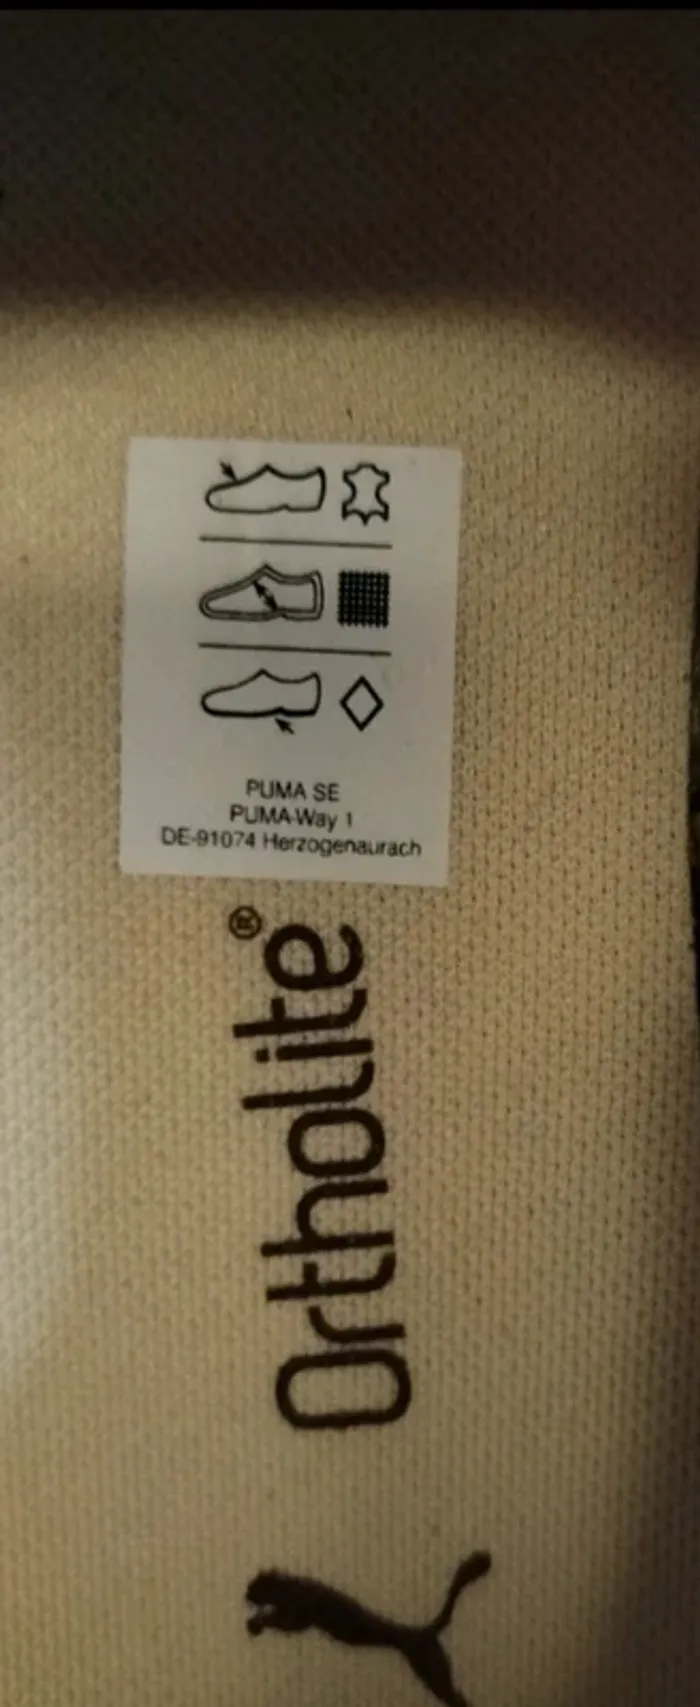 PUMA SE
PUMA-Way 1
DE-91074 Herzogenaurach
Ortholite®